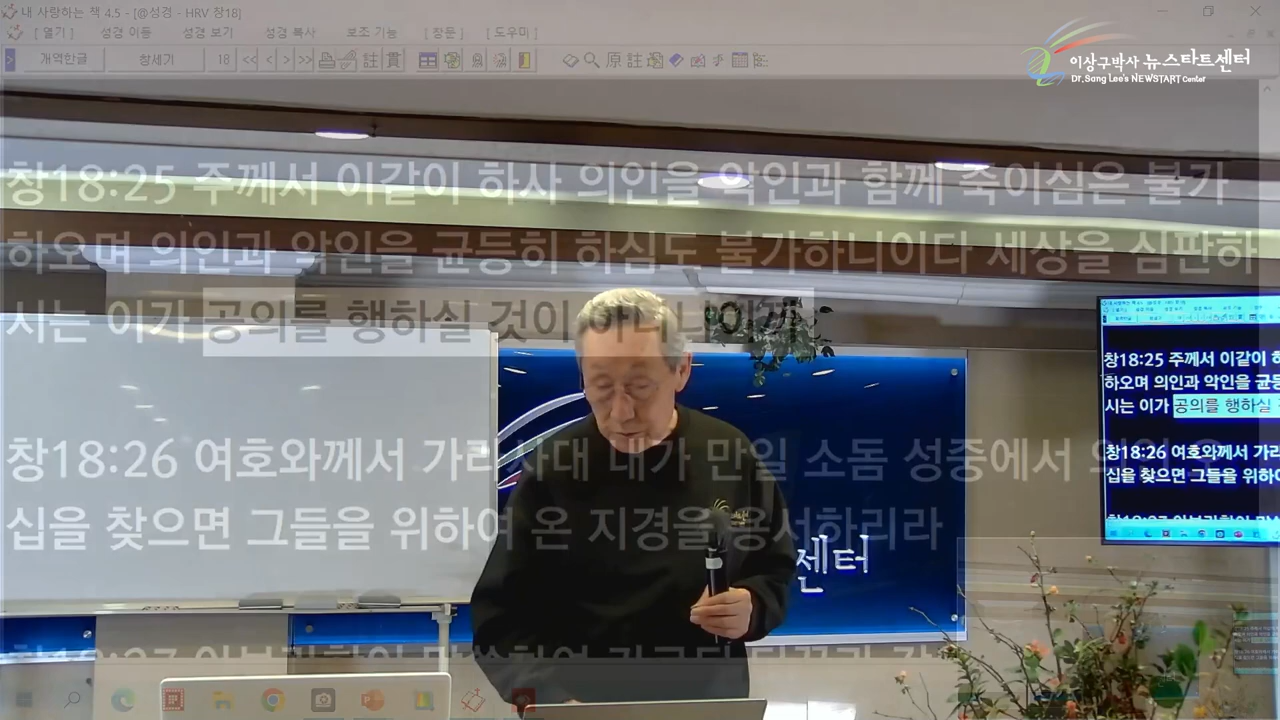 내 사랑하는 책 4.5 - [@성경 - HRV 창18]
[ 열기 ] 성경 이동 성경 보기 성경 복사 보조 기능 [ 창문 ] [ 도우미 ]
개역한글 창세기 18 << < > >> 註 貫 原 註
이상구박사 뉴스타트센터
Dr. Sang Lee's NEWSTART Center
창18:25 주께서 이같이 하사 의인을 악인과 함께 죽이심은 불가
하오며 의인과 악인을 균등히 하심도 불가하니이다 세상을 심판하
시는 이가 공의를 행하실 것이
창18:26 여호와께서 가라사대 내가 만일 소돔 성중에서 의인 오
십을 찾으면 그들을 위하여 온 지경을 용서하리라
센터
창18:25 주께서 이같이
하오며 의인과 악인을 균
시는 이가 공의를 행하실
창18:26 여호와께서 가라
십을 찾으면 그들을 위하여